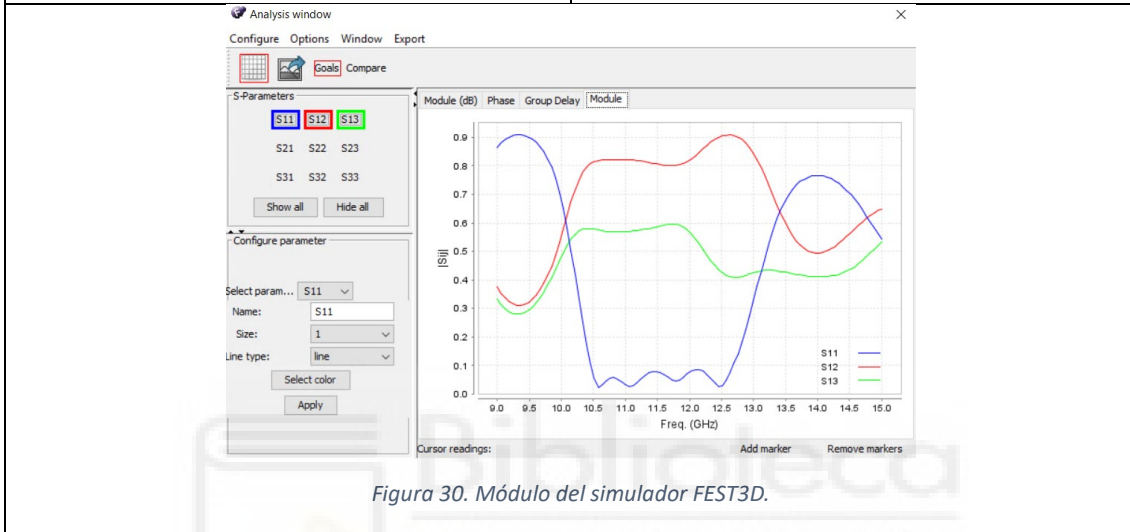 Analysis window
Configure Options Window Export
Goals Compare
S-Parameters
S11 S12 S13
S21 S22 S23
S31 S32 S33
Show all Hide all
Configure parameter
Select param... S11
Name: S11
Size: 1
Line type: line
Select color
Apply
Module (dB) Phase Group Delay Module
|Sij|
0.9
0.8
0.7
0.6
0.5
0.4
0.3
0.2
0.1
0.0
S11
S12
S13
9.0 9.5 10.0 10.5 11.0 11.5 12.0 12.5 13.0 13.5 14.0 14.5 15.0
Freq. (GHz)
Cursor readings: Add marker Remove markers
Biblioteca
Figura 30. Módulo del simulador FEST3D.